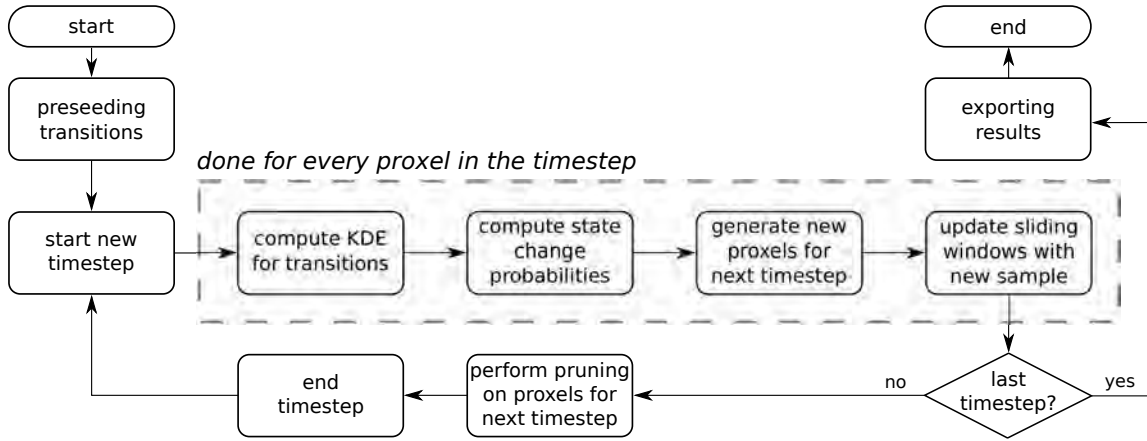 start
end
preseeding
transitions
exporting
results
done for every proxel in the timestep
start new
timestep
compute KDE
for transitions
compute state
change
probabilities
generate new
proxels for
next timestep
update sliding
windows with
new sample
end
timestep
perform pruning
on proxels for
next timestep
no
last
timestep?
yes